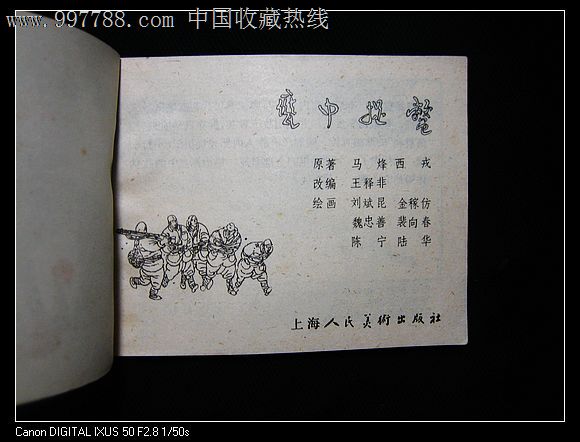 www.997788.com 中国收藏热线
瓮中捉鳖
原著 马烽 西戎
改编 王释非
绘画 刘斌昆 金稼仿
魏忠善 裴向春
陈宁 陆华
上海人民美術出版社
Canon DIGITAL IXUS 50 F2.8 1/50s